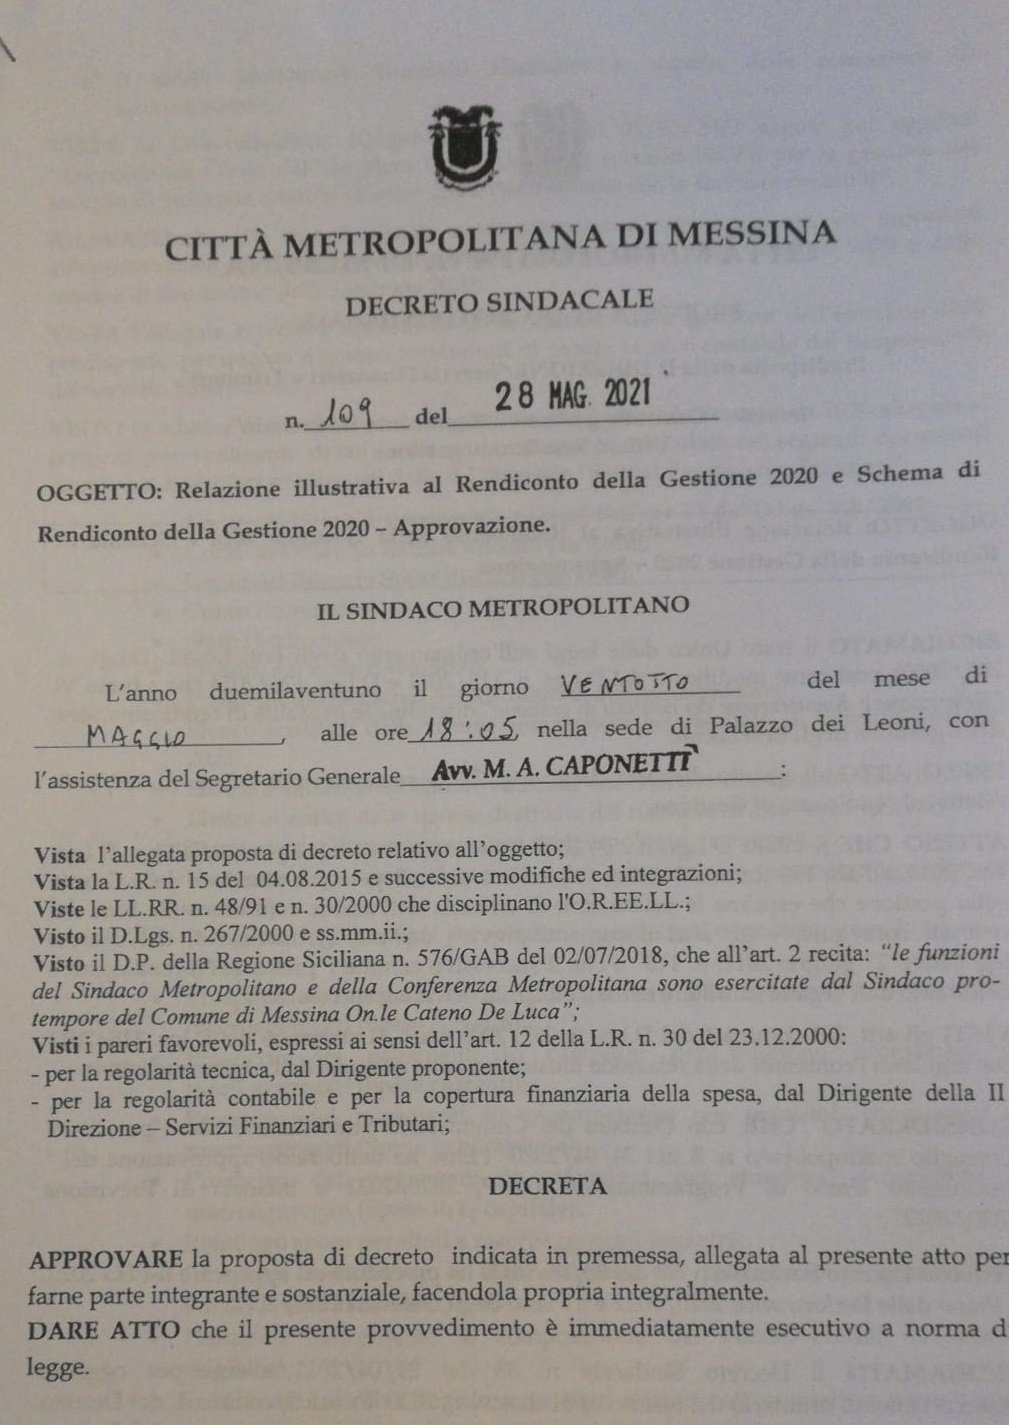 CITTÀ METROPOLITANA DI MESSINA
DECRETO SINDACALE
n. 109 del 28 MAG. 2021
OGGETTO: Relazione illustrativa al Rendiconto della Gestione 2020 e Schema di
Rendiconto della Gestione 2020 – Approvazione.
IL SINDACO METROPOLITANO
L'anno duemilaventuno il giorno VENTOTTO del mese di
MAGGIO, alle ore 18:05, nella sede di Palazzo dei Leoni, con
l'assistenza del Segretario Generale Avv. M. A. CAPONETTI :
Vista l'allegata proposta di decreto relativo all'oggetto;
Vista la L.R. n. 15 del 04.08.2015 e successive modifiche ed integrazioni;
Viste le LL.RR. n. 48/91 e n. 30/2000 che disciplinano l'O.R.EE.LL.;
Visto il D.Lgs. n. 267/2000 e ss.mm.ii.;
Visto il D.P. della Regione Siciliana n. 576/GAB del 02/07/2018, che all'art. 2 recita: "le funzioni
del Sindaco Metropolitano e della Conferenza Metropolitana sono esercitate dal Sindaco pro-
tempore del Comune di Messina On.le Cateno De Luca";
Visti i pareri favorevoli, espressi ai sensi dell'art. 12 della L.R. n. 30 del 23.12.2000:
- per la regolarità tecnica, dal Dirigente proponente;
- per la regolarità contabile e per la copertura finanziaria della spesa, dal Dirigente della II
Direzione – Servizi Finanziari e Tributari;
DECRETA
APPROVARE la proposta di decreto indicata in premessa, allegata al presente atto per
farne parte integrante e sostanziale, facendola propria integralmente.
DARE ATTO che il presente provvedimento è immediatamente esecutivo a norma d
legge.